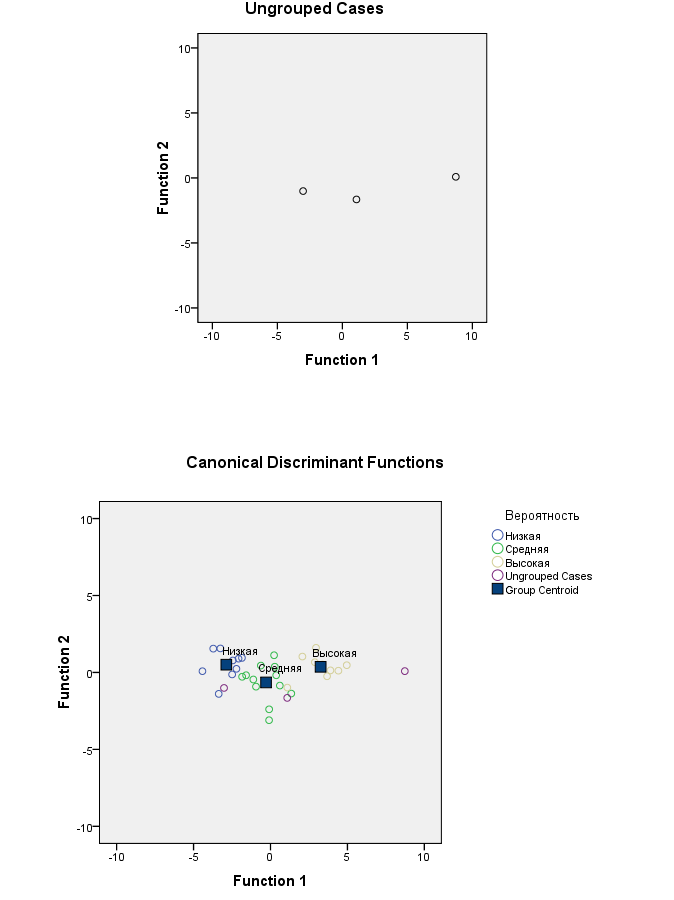 Ungrouped Cases
10
5
0
-5
-10
Function 2
-10 -5 0 5 10
Function 1
Canonical Discriminant Functions
10
5
0
-5
-10
Function 2
Низкая
Средняя
Высокая
-10 -5 0 5 10
Function 1
Вероятность
Низкая
Средняя
Высокая
Ungrouped Cases
Group Centroid